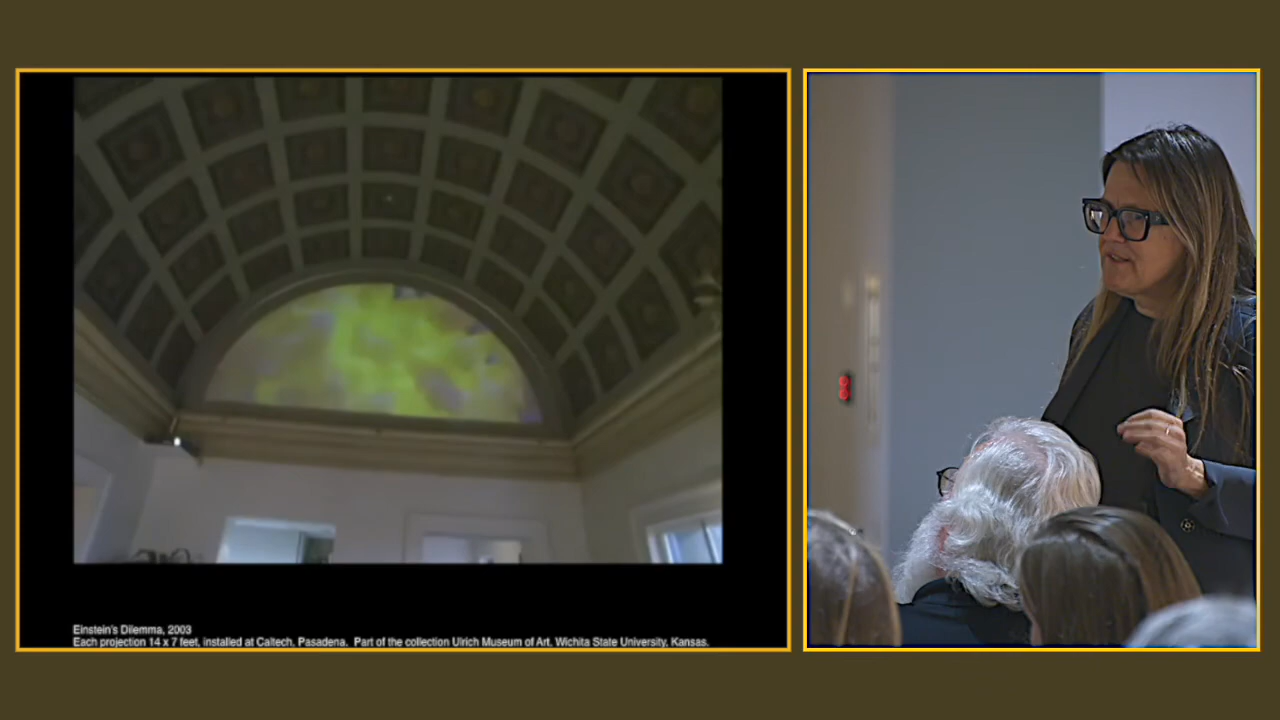 Einstein's Dilemma, 2003
Each projection 14 x 7 feet, installed at Caltech, Pasadena.  Part of the collection Ulrich Museum of Art, Wichita State University, Kansas.